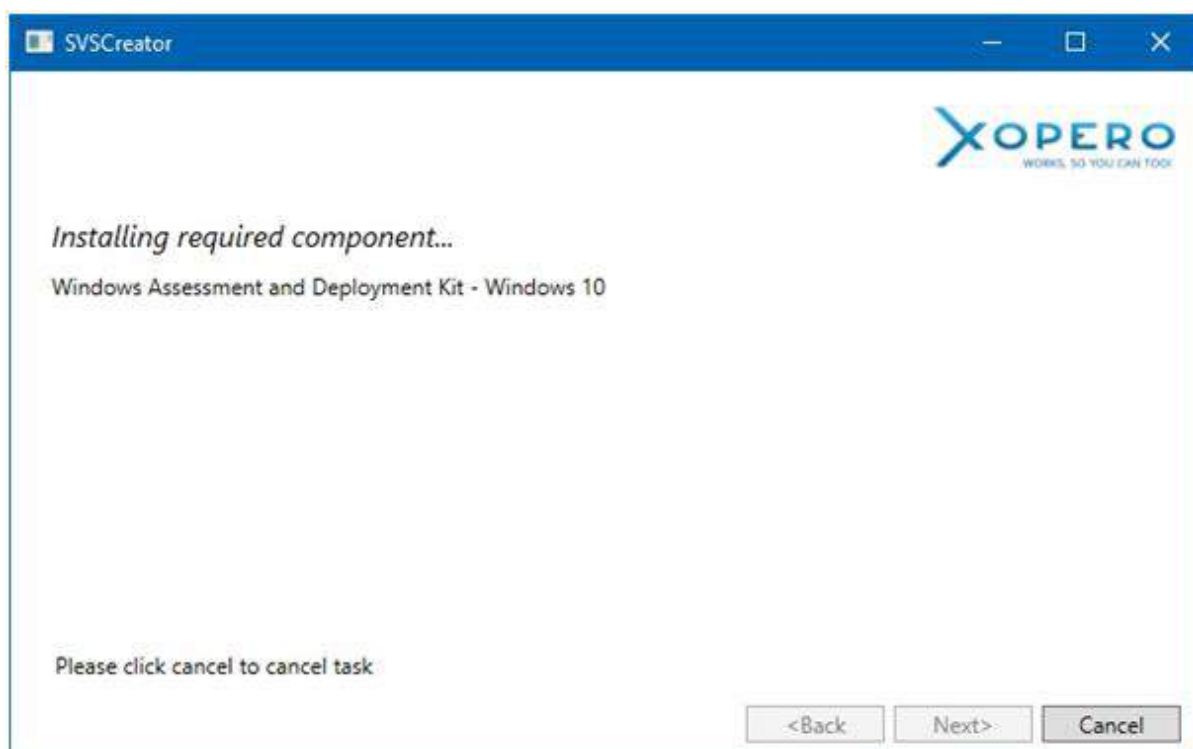 SVSCreator
XOPERO
WORKS, SO YOU CAN TOO!
Installing required component...
Windows Assessment and Deployment Kit - Windows 10
Please click cancel to cancel task
<Back Next> Cancel